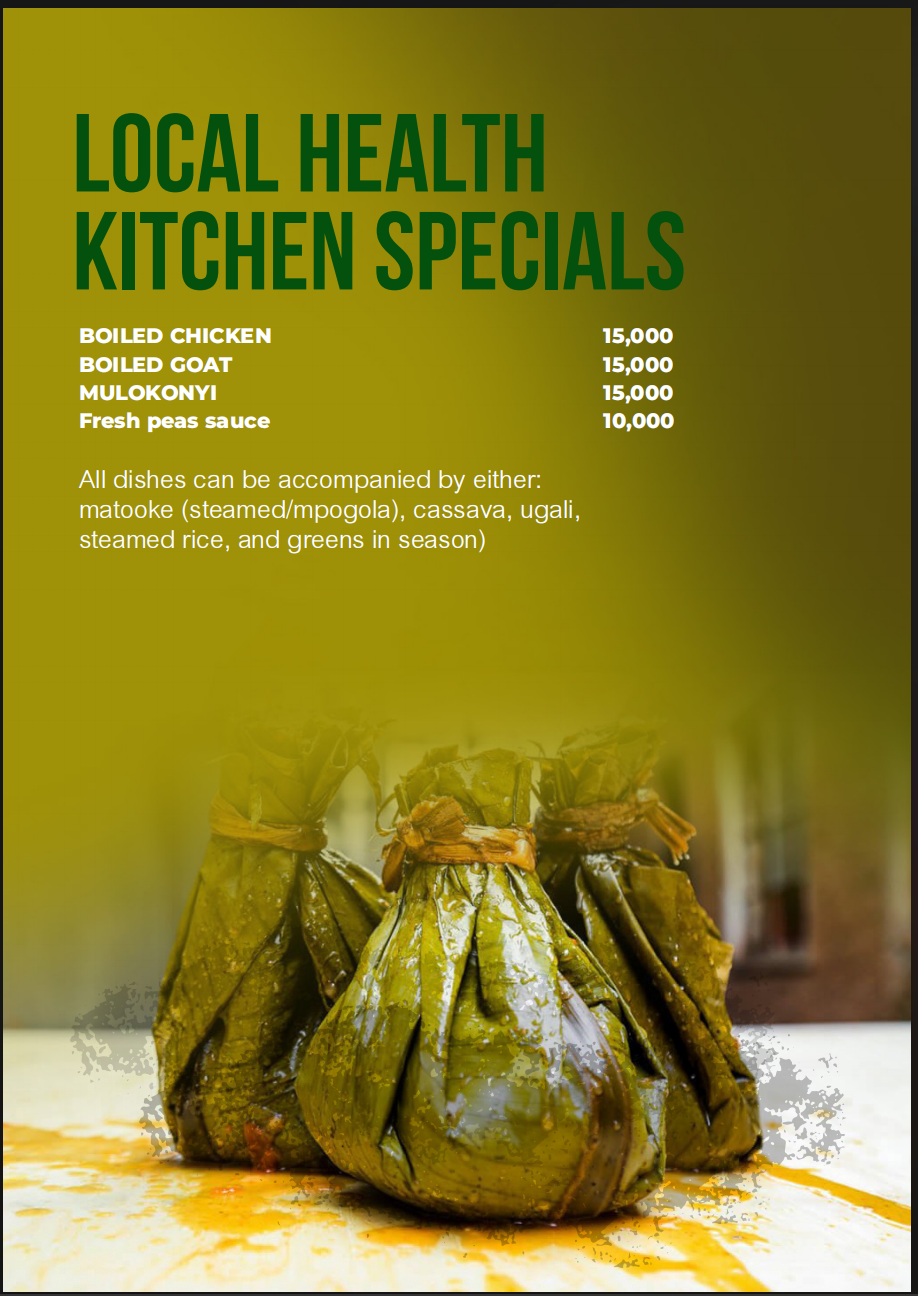 LOCAL HEALTH
KITCHEN SPECIALS
BOILED CHICKEN 15,000
BOILED GOAT 15,000
MULOKONYI 15,000
Fresh peas sauce 10,000
All dishes can be accompanied by either:
matooke (steamed/mpogola), cassava, ugali,
steamed rice, and greens in season)